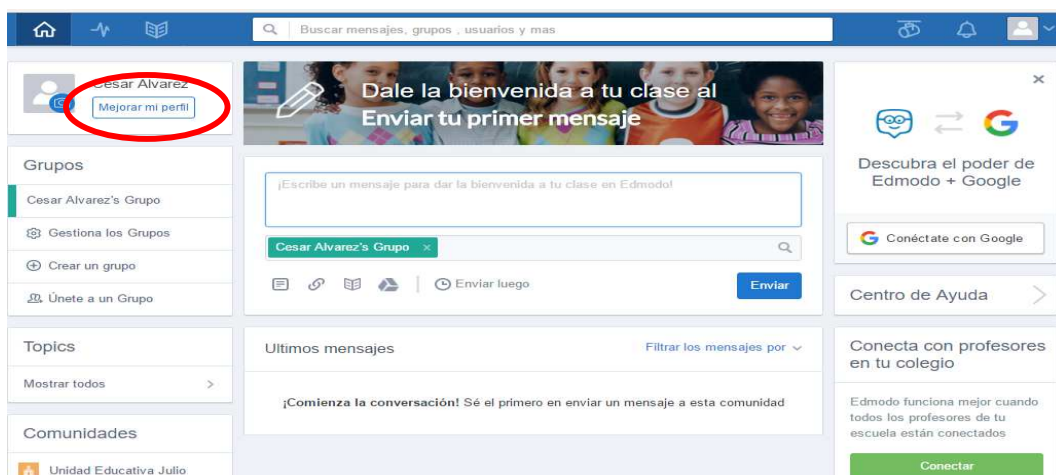 Buscar mensajes, grupos , usuarios y mas
Cesar Alvarez
Mejorar mi perfil
Grupos
Cesar Alvarez's Grupo
Gestiona los Grupos
Crear un grupo
Únete a un Grupo
Topics
Mostrar todos
Comunidades
Unidad Educativa Julio
Dale la bienvenida a tu clase al
Enviar tu primer mensaje
¡Escribe un mensaje para dar la bienvenida a tu clase en Edmodo!
Cesar Alvarez's Grupo ×
Enviar luego
Enviar
Ultimos mensajes
Filtrar los mensajes por
¡Comienza la conversación! Sé el primero en enviar un mensaje a esta comunidad
×
G
Descubra el poder de
Edmodo + Google
G Conéctate con Google
Centro de Ayuda
Conecta con profesores
en tu colegio
Edmodo funciona mejor cuando
todos los profesores de tu
escuela están conectados
Conectar